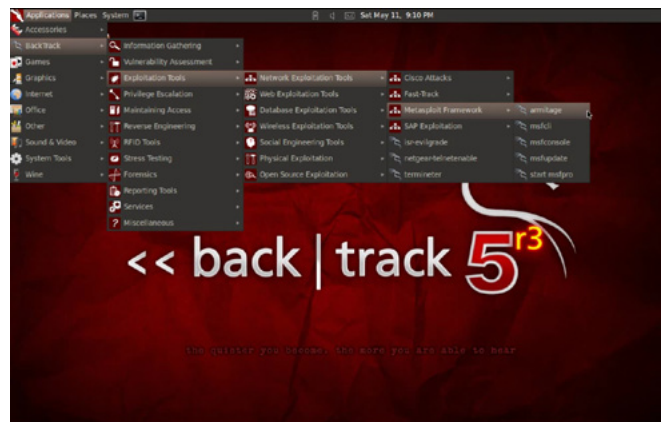 Applications Places System
Sat May 11, 9:10 PM
Accessories
BackTrack
Games
Graphics
Internet
Office
Other
Sound & Video
System Tools
Wine
Information Gathering
Vulnerability Assessment
Exploitation Tools
Privilege Escalation
Maintaining Access
Reverse Engineering
RFID Tools
Stress Testing
Forensics
Reporting Tools
Services
Miscellaneous
Network Exploitation Tools
Web Exploitation Tools
Database Exploitation Tools
Wireless Exploitation Tools
Social Engineering Tools
Physical Exploitation
Open Source Exploitation
Cisco Attacks
Fast-Track
Metasploit Framework
SAP Exploitation
isr-evilgrade
netgear-telnetenable
termineter
armitage
msfcli
msfconsole
msfupdate
start msfpro
<< back | track 5 r3
the quieter you become, the more you are able to hear